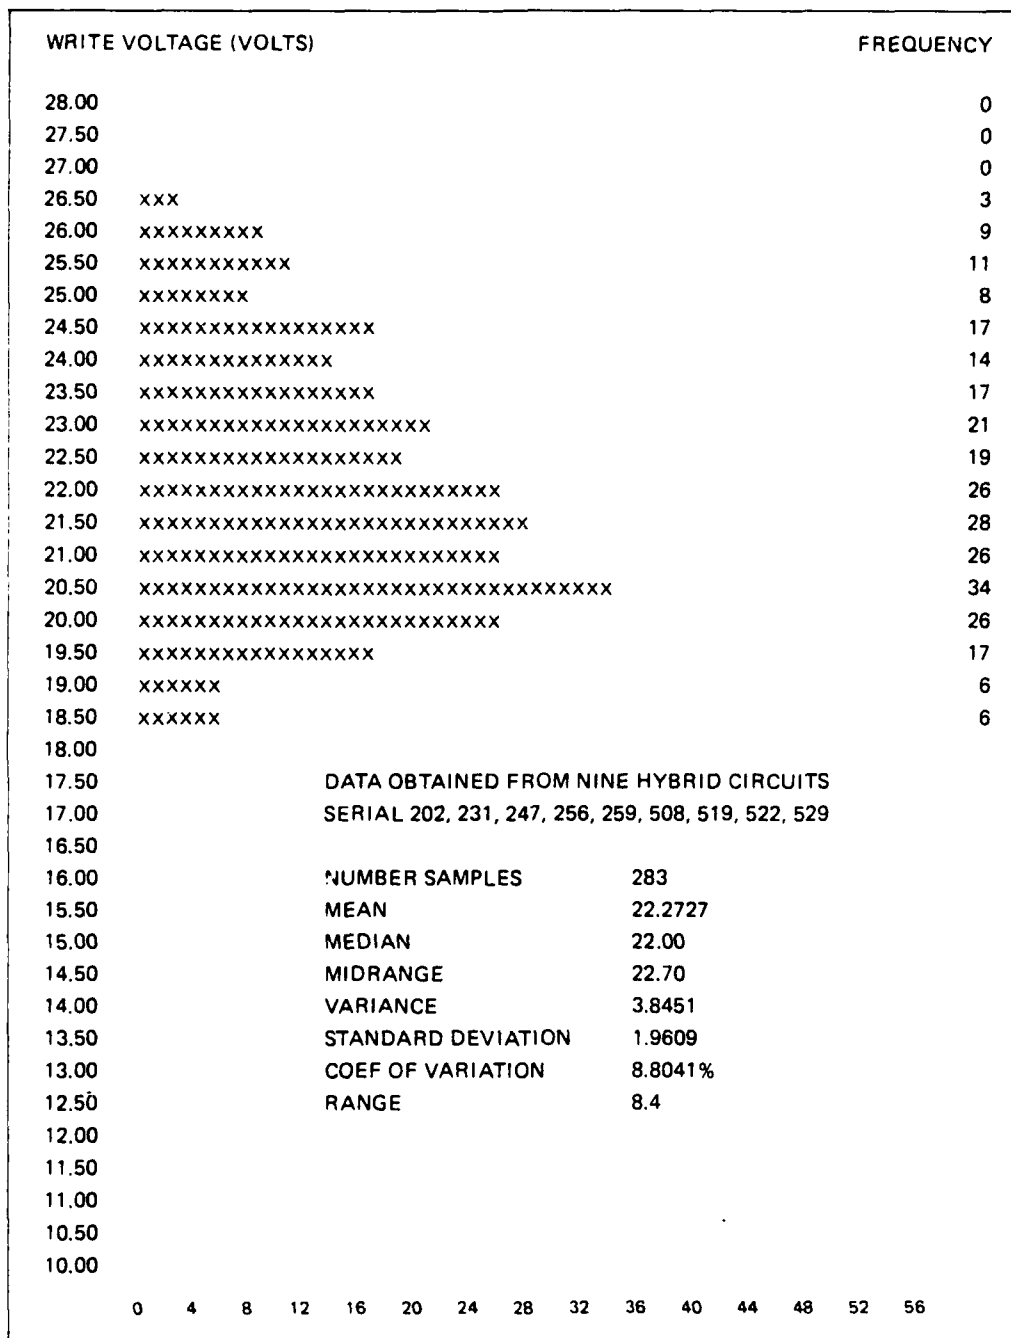 WRITE VOLTAGE (VOLTS) FREQUENCY
28.00 0
27.50 0
27.00 0
26.50 xxx 3
26.00 xxxxxxxxx 9
25.50 xxxxxxxxxxx 11
25.00 xxxxxxxx 8
24.50 xxxxxxxxxxxxxxxxx 17
24.00 xxxxxxxxxxxxxx 14
23.50 xxxxxxxxxxxxxxxxx 17
23.00 xxxxxxxxxxxxxxxxxxxxx 21
22.50 xxxxxxxxxxxxxxxxxxx 19
22.00 xxxxxxxxxxxxxxxxxxxxxxxxxx 26
21.50 xxxxxxxxxxxxxxxxxxxxxxxxxxxx 28
21.00 xxxxxxxxxxxxxxxxxxxxxxxxxx 26
20.50 xxxxxxxxxxxxxxxxxxxxxxxxxxxxxxxxxx 34
20.00 xxxxxxxxxxxxxxxxxxxxxxxxxx 26
19.50 xxxxxxxxxxxxxxxxx 17
19.00 xxxxxx 6
18.50 xxxxxx 6
18.00
17.50 DATA OBTAINED FROM NINE HYBRID CIRCUITS
17.00 SERIAL 202, 231, 247, 256, 259, 508, 519, 522, 529
16.50
16.00 NUMBER SAMPLES 283
15.50 MEAN 22.2727
15.00 MEDIAN 22.00
14.50 MIDRANGE 22.70
14.00 VARIANCE 3.8451
13.50 STANDARD DEVIATION 1.9609
13.00 COEF OF VARIATION 8.8041%
12.50 RANGE 8.4
12.00
11.50
11.00
10.50
10.00
0 4 8 12 16 20 24 28 32 36 40 44 48 52 56